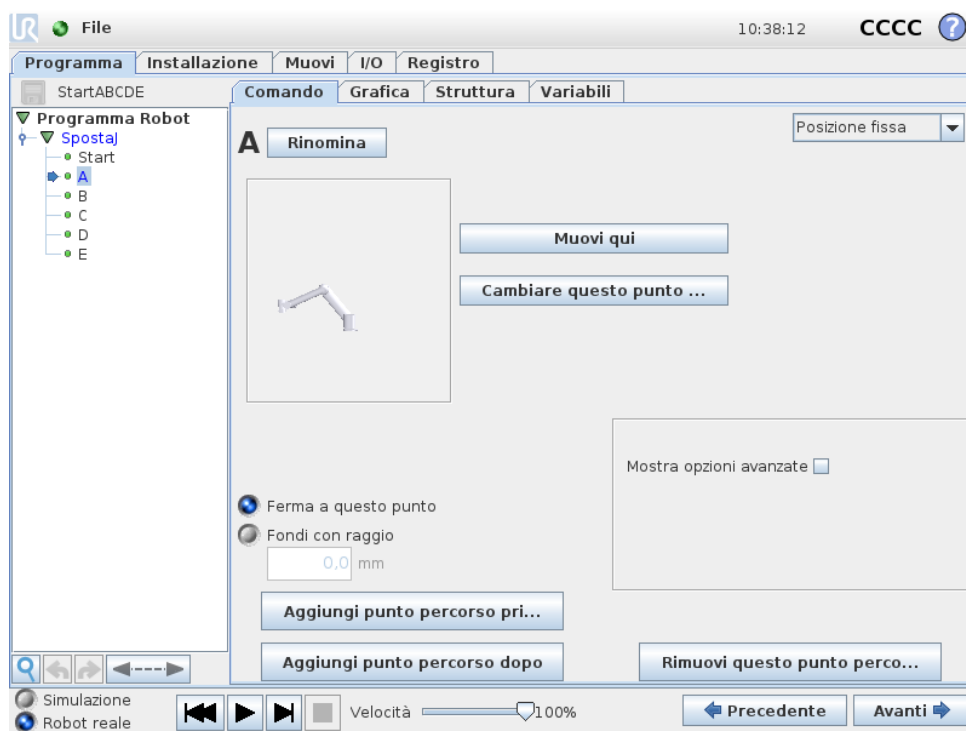 UR File 10:38:12 CCCC ?
Programma Installazione Muovi I/O Registro
StartABCDE Comando Grafica Struttura Variabili
Programma Robot
SpostaJ
Start
A
B
C
D
E
A Rinomina Posizione fissa
Muovi qui
Cambiare questo punto ...
Mostra opzioni avanzate
Ferma a questo punto
Fondi con raggio
0,0 mm
Aggiungi punto percorso pri...
Aggiungi punto percorso dopo Rimuovi questo punto perco...
Simulazione
Robot reale
Velocità 100% Precedente Avanti